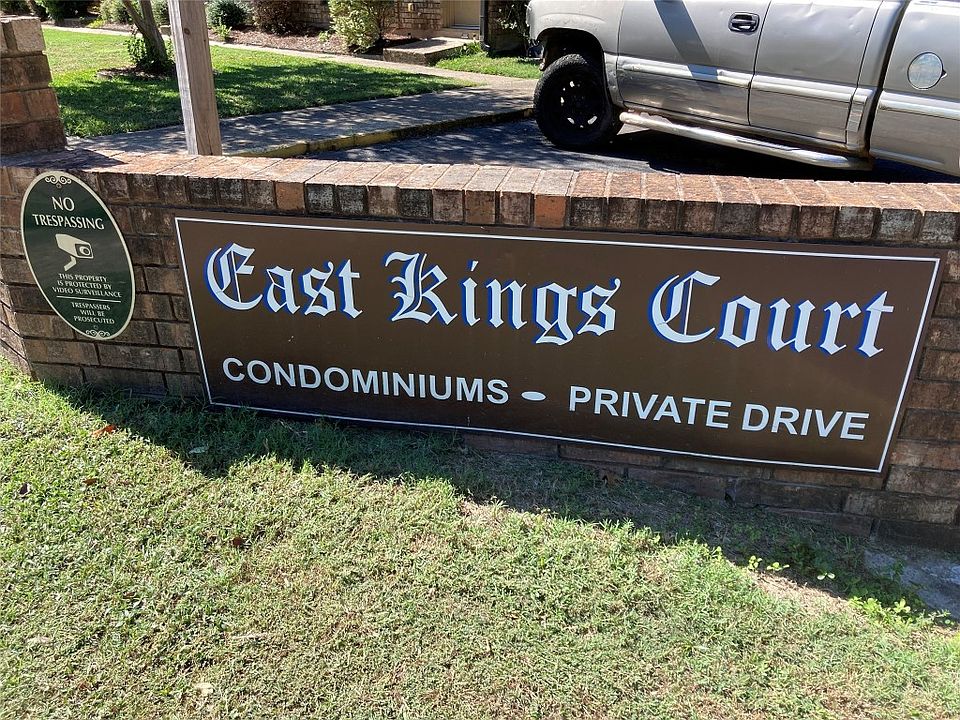 NO
TRESPASSING
THIS PROPERTY
IS PROTECTED BY
VIDEO SURVEILLANCE
TRESPASSERS
WILL BE
PROSECUTED
East Kings Court
CONDOMINIUMS • PRIVATE DRIVE